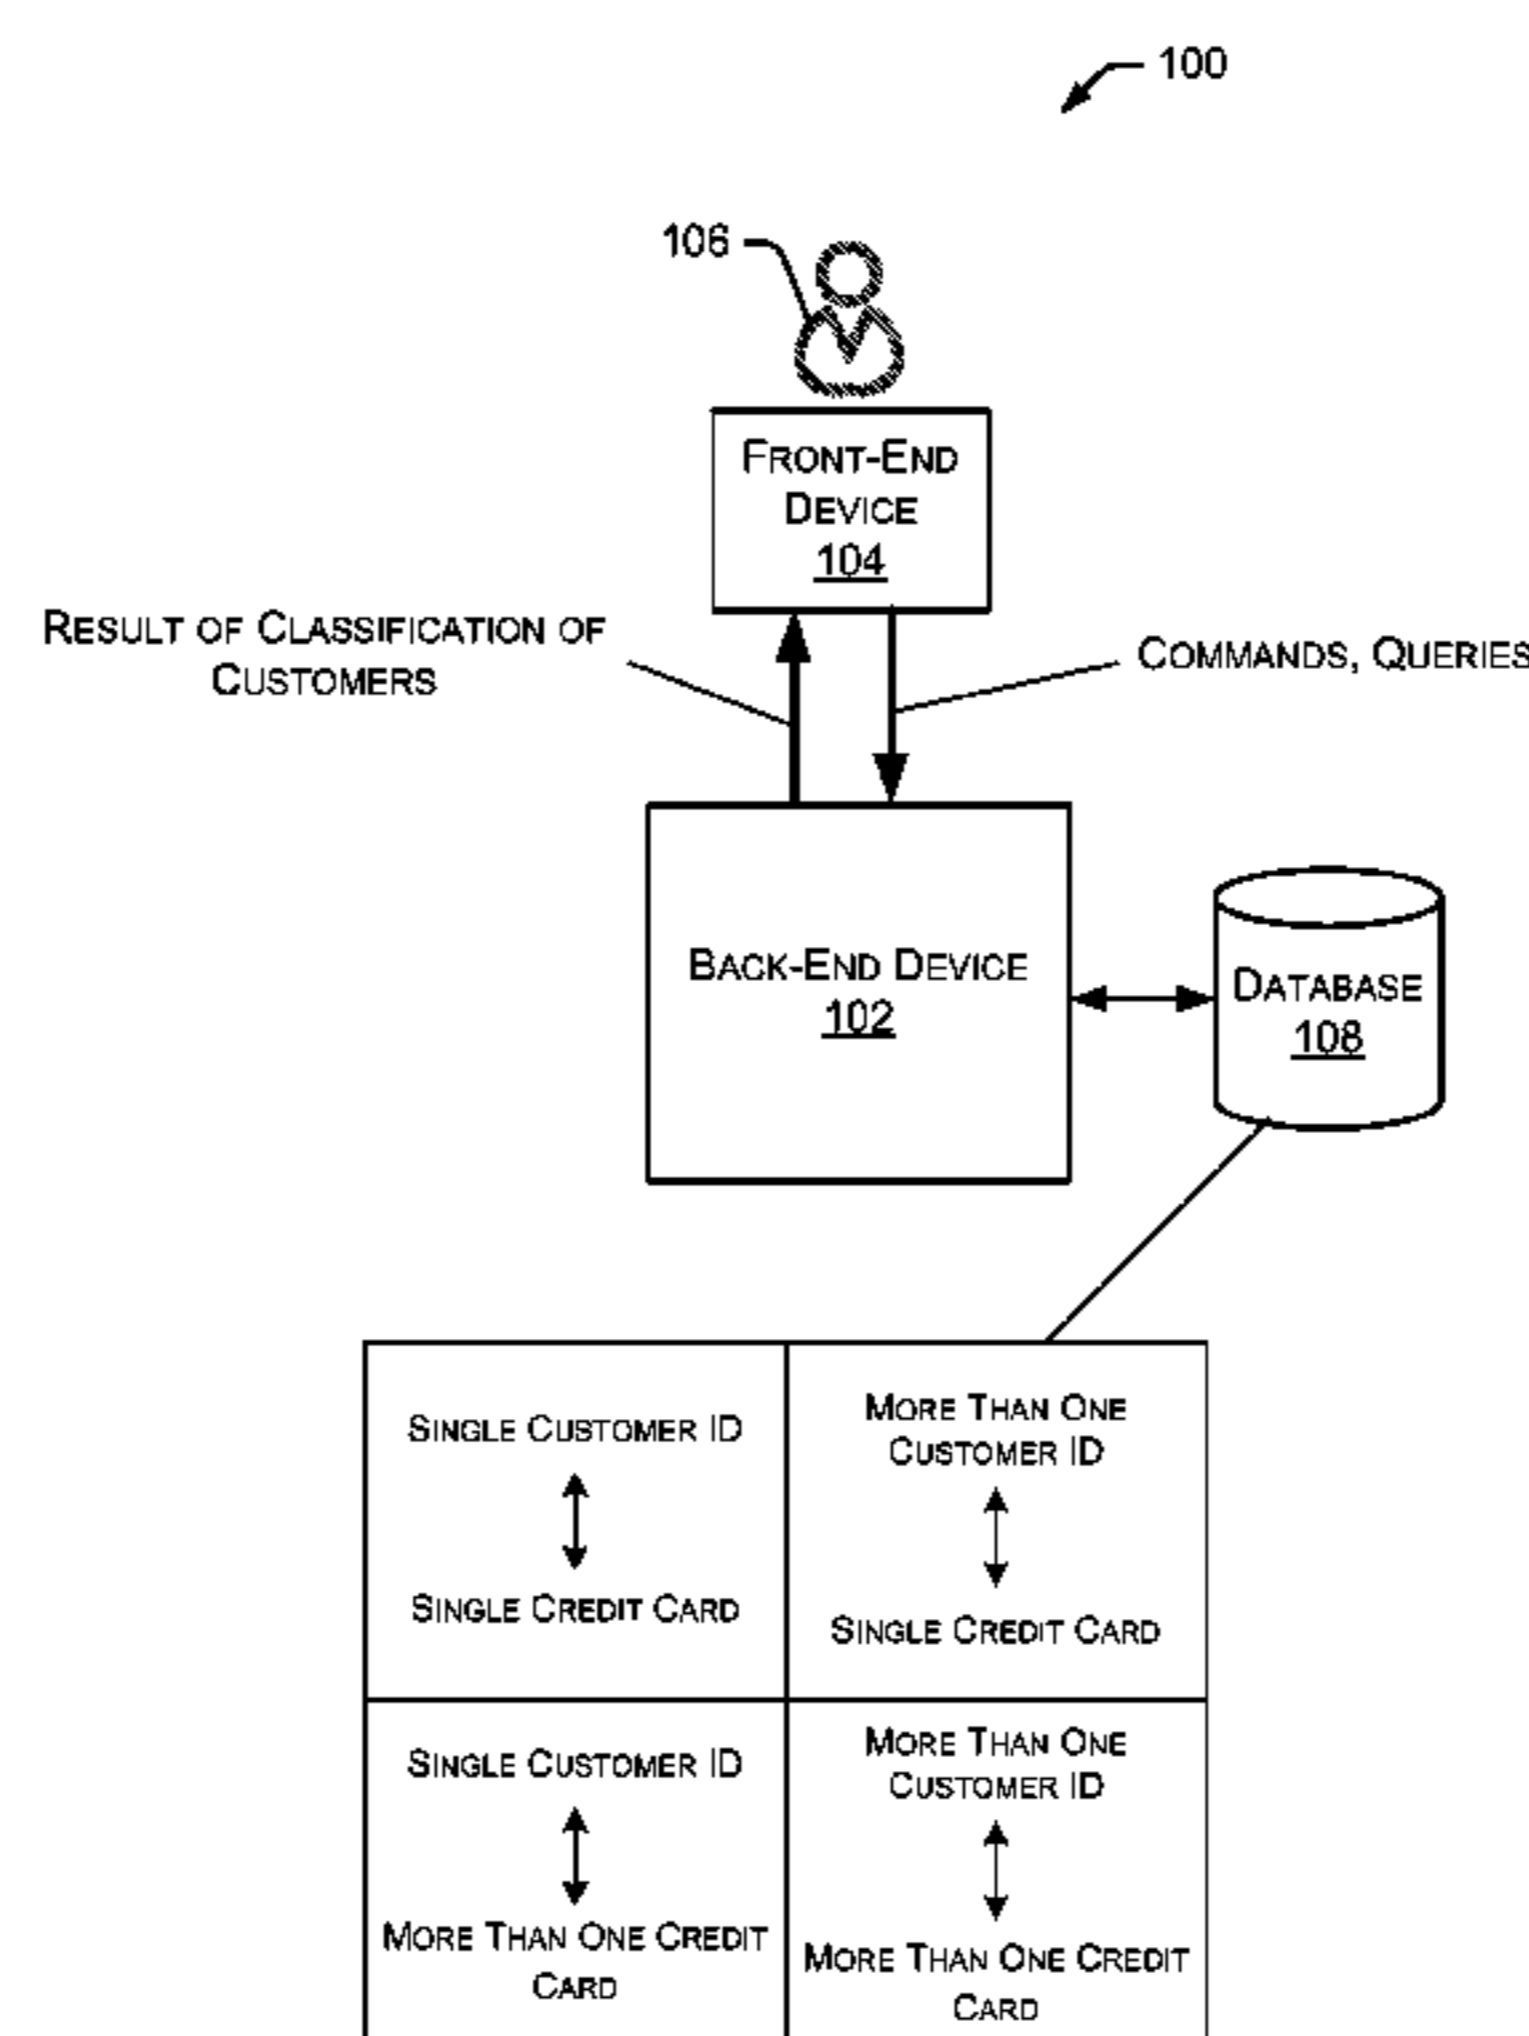 100
106
FRONT-END
DEVICE
104
RESULT OF CLASSIFICATION OF
CUSTOMERS
COMMANDS, QUERIES
BACK-END DEVICE
102
DATABASE
108
SINGLE CUSTOMER ID
SINGLE CREDIT CARD
MORE THAN ONE
CUSTOMER ID
SINGLE CREDIT CARD
SINGLE CUSTOMER ID
MORE THAN ONE CREDIT
CARD
MORE THAN ONE
CUSTOMER ID
MORE THAN ONE CREDIT
CARD